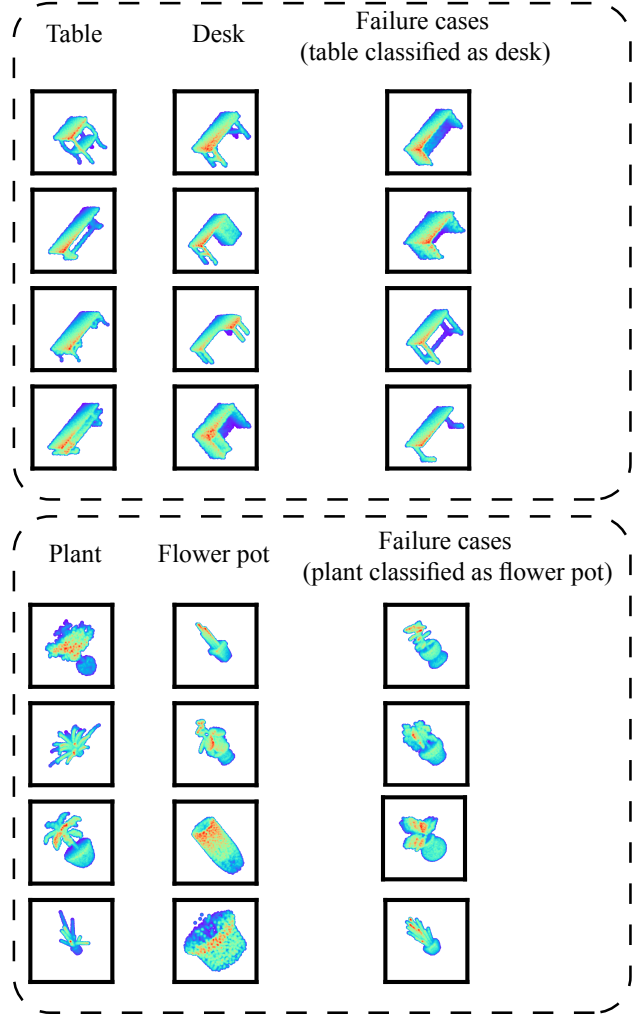 Table
Desk
Failure cases
(table classified as desk)
Plant
Flower pot
Failure cases
(plant classified as flower pot)